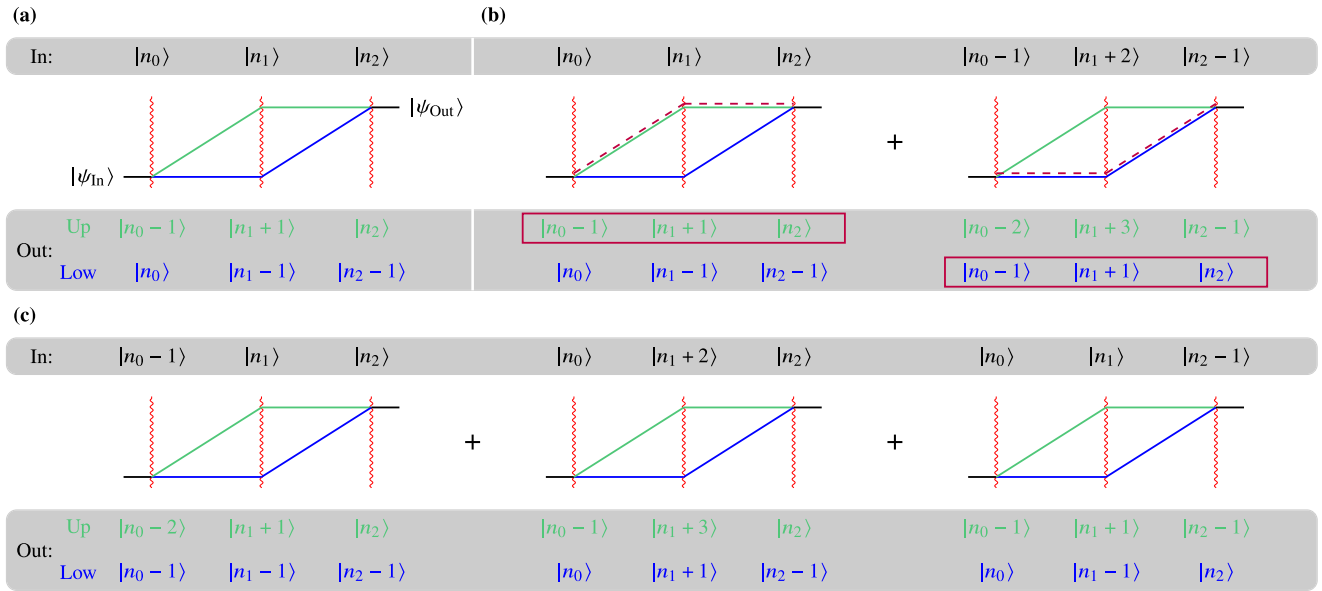 (a) (b)
In: |n₀⟩ |n₁⟩ |n₂⟩ |n₀⟩ |n₁⟩ |n₂⟩ |n₀ − 1⟩ |n₁ + 2⟩ |n₂ − 1⟩
|ψ_Out⟩
+
|ψ_In⟩
Up |n₀ − 1⟩ |n₁ + 1⟩ |n₂⟩ |n₀ − 1⟩ |n₁ + 1⟩ |n₂⟩ |n₀ − 2⟩ |n₁ + 3⟩ |n₂ − 1⟩
Out:
Low |n₀⟩ |n₁ − 1⟩ |n₂ − 1⟩ |n₀⟩ |n₁ − 1⟩ |n₂ − 1⟩ |n₀ − 1⟩ |n₁ + 1⟩ |n₂⟩
(c)
In: |n₀ − 1⟩ |n₁⟩ |n₂⟩ |n₀⟩ |n₁ + 2⟩ |n₂⟩ |n₀⟩ |n₁⟩ |n₂ − 1⟩
+ +
Up |n₀ − 2⟩ |n₁ + 1⟩ |n₂⟩ |n₀ − 1⟩ |n₁ + 3⟩ |n₂⟩ |n₀ − 1⟩ |n₁ + 1⟩ |n₂ − 1⟩
Out:
Low |n₀ − 1⟩ |n₁ − 1⟩ |n₂ − 1⟩ |n₀⟩ |n₁ + 1⟩ |n₂ − 1⟩ |n₀⟩ |n₁ − 1⟩ |n₂⟩